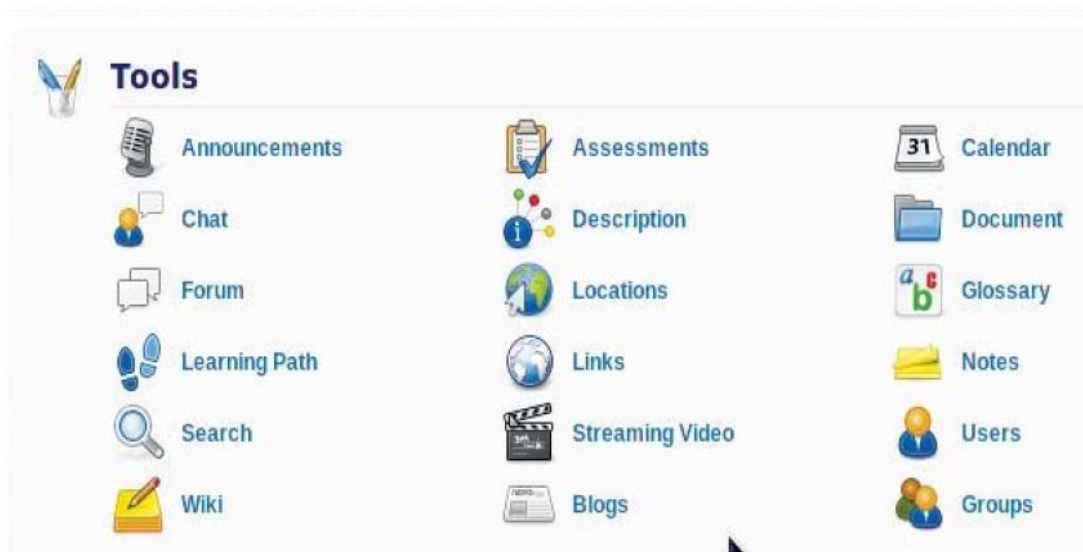 Tools
Announcements
Assessments
31
Calendar
Chat
Description
Document
Forum
Locations
a b c
Glossary
Learning Path
Links
Notes
Search
Streaming Video
Users
Wiki
Blogs
Groups